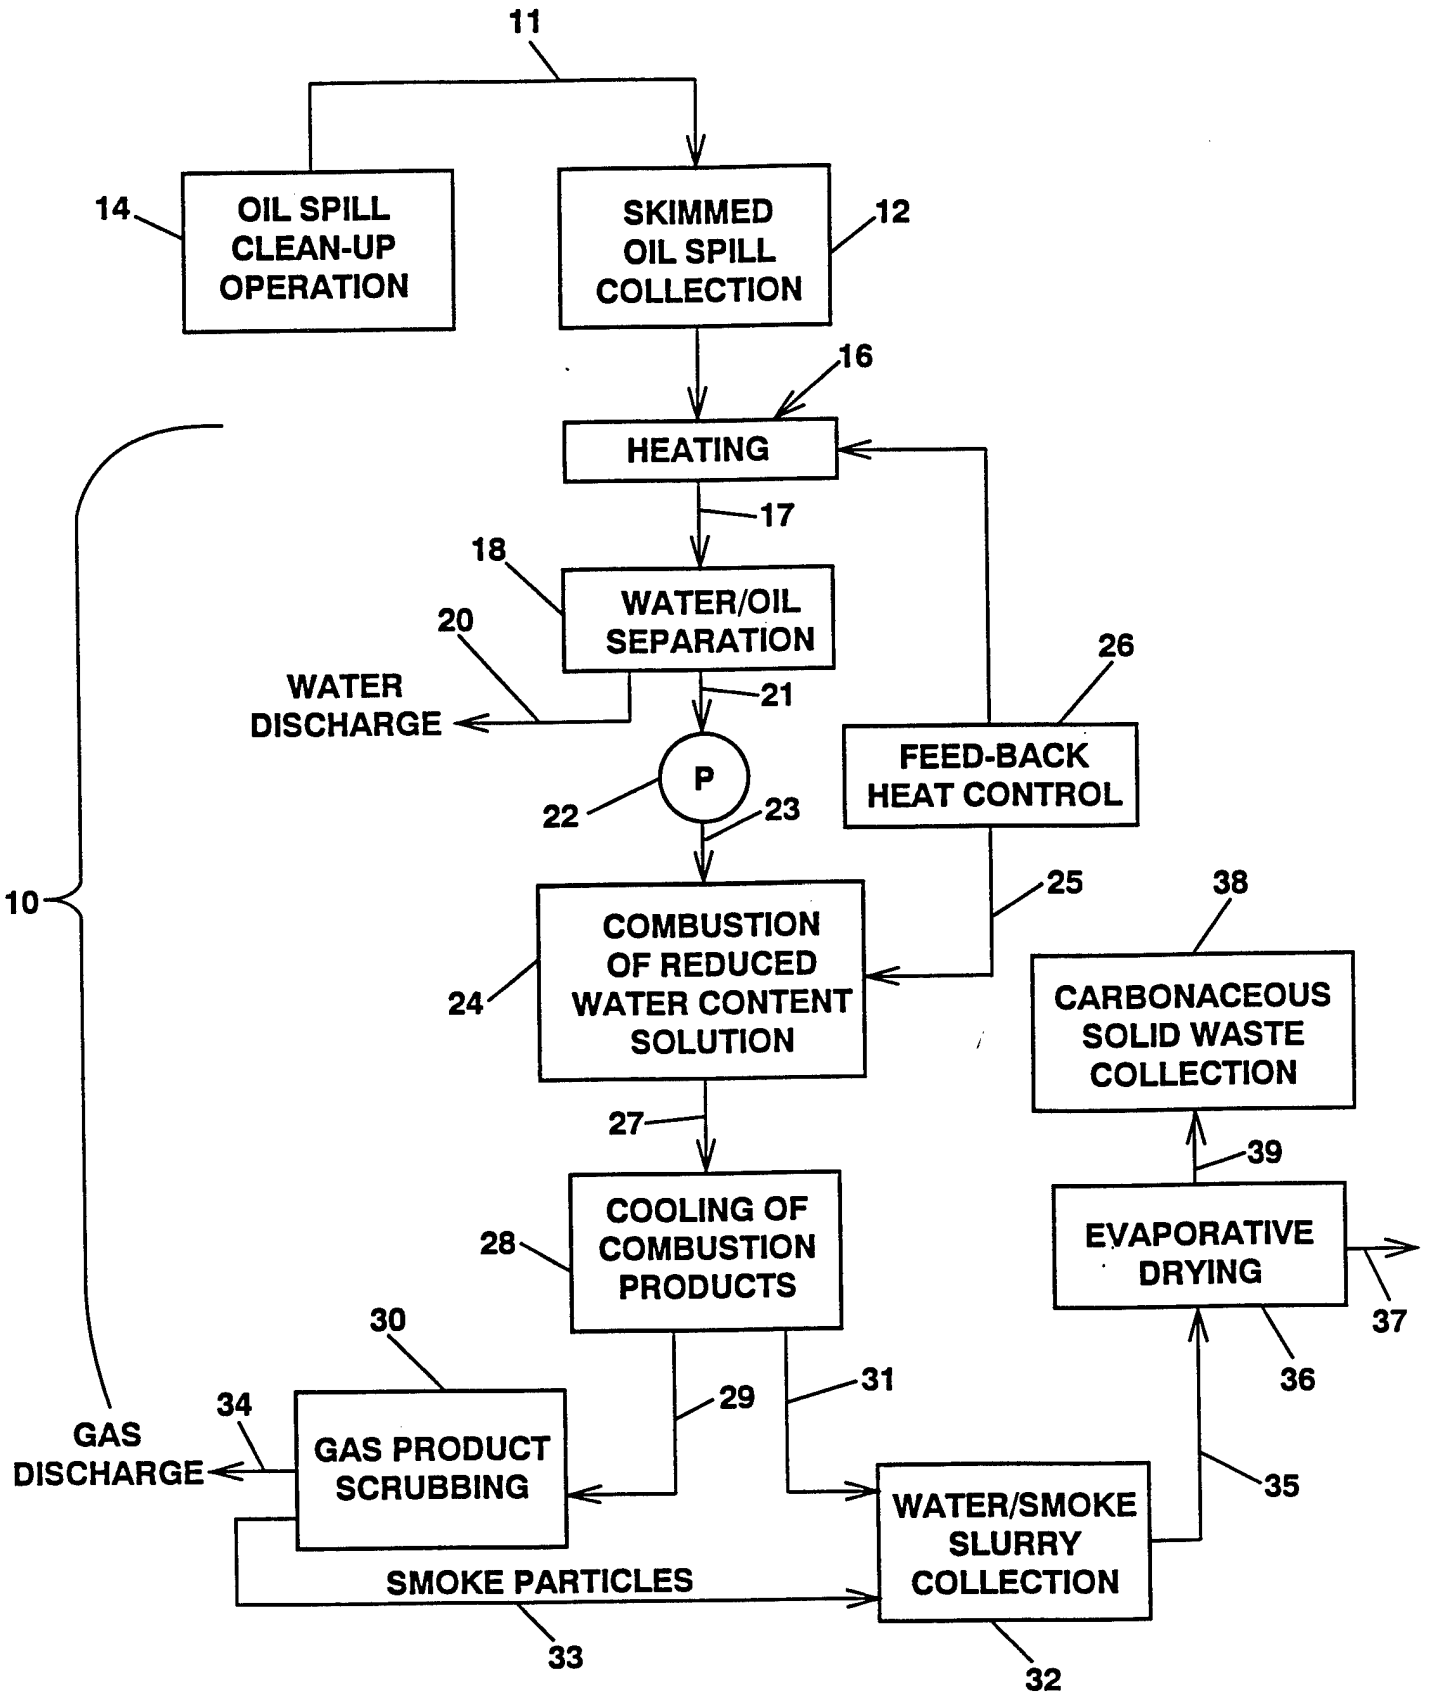 11
14
OIL SPILL
CLEAN-UP
OPERATION
SKIMMED
OIL SPILL
COLLECTION
12
16
HEATING
17
18
WATER/OIL
SEPARATION
20
WATER
DISCHARGE
21
26
FEED-BACK
HEAT CONTROL
P
22
23
10
25
38
COMBUSTION
OF REDUCED
WATER CONTENT
SOLUTION
24
CARBONACEOUS
SOLID WASTE
COLLECTION
27
39
COOLING OF
COMBUSTION
PRODUCTS
28
EVAPORATIVE
DRYING
37
36
30
29
31
34
GAS
DISCHARGE
GAS PRODUCT
SCRUBBING
35
WATER/SMOKE
SLURRY
COLLECTION
SMOKE PARTICLES
33
32